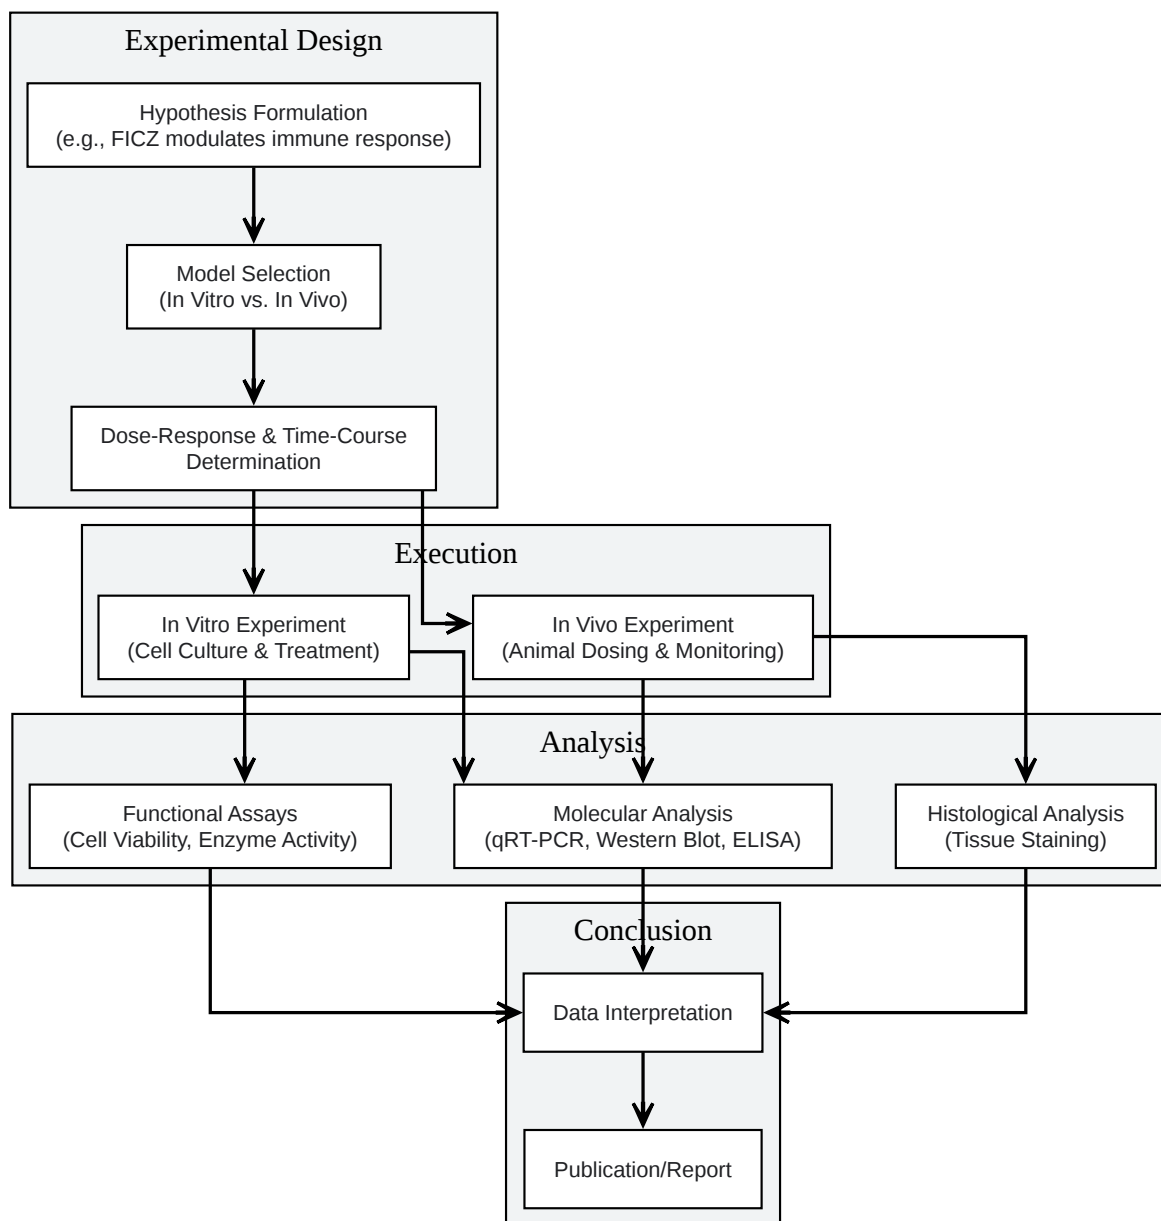 Experimental Design
Hypothesis Formulation
(e.g., FICZ modulates immune response)
Model Selection
(In Vitro vs. In Vivo)
Dose-Response & Time-Course
Determination
Execution
In Vitro Experiment
(Cell Culture & Treatment)
In Vivo Experiment
(Animal Dosing & Monitoring)
Analysis
Functional Assays
(Cell Viability, Enzyme Activity)
Molecular Analysis
(qRT-PCR, Western Blot, ELISA)
Histological Analysis
(Tissue Staining)
Conclusion
Data Interpretation
Publication/Report